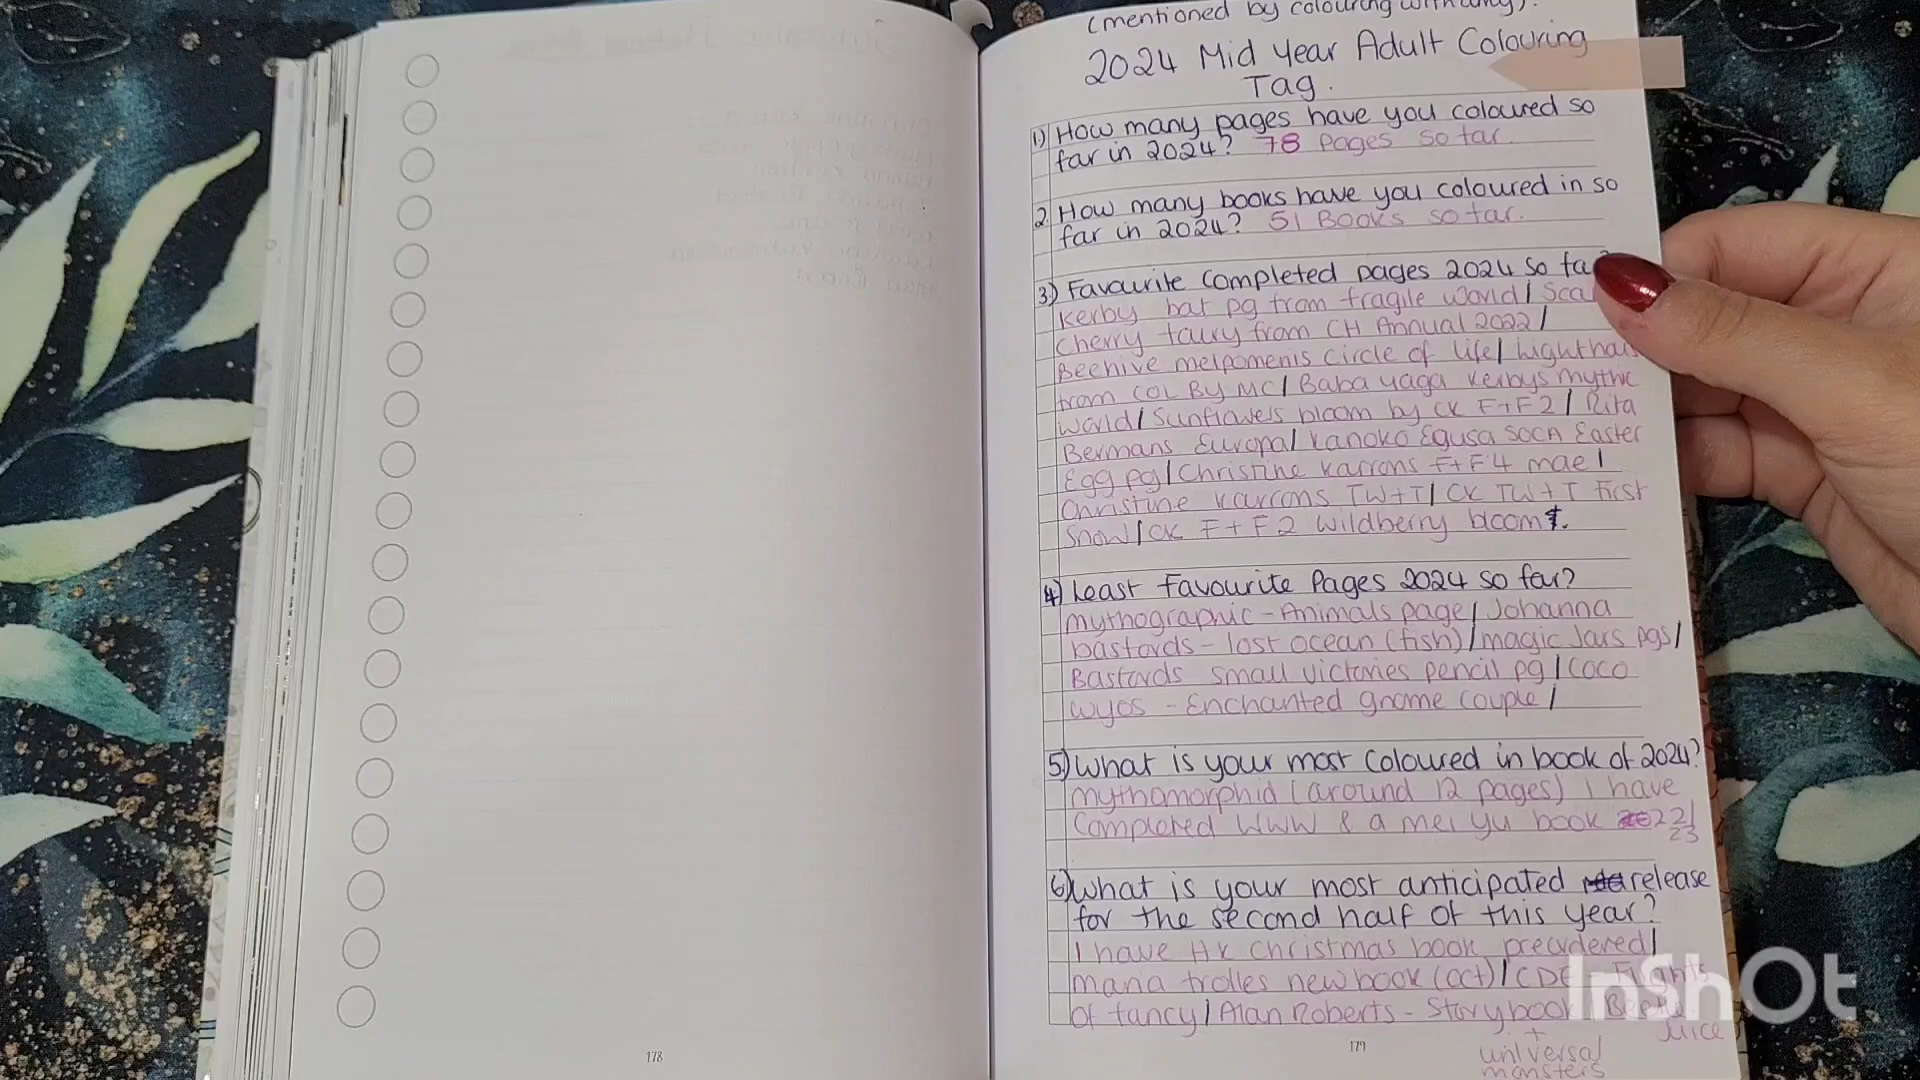 (mentioned by colouring with
2024 Mid Year Adult Colouring
Tag.
1) How many pages have you coloured so
far in 2024? 78 Pages so far.
2. How many books have you coloured in so
far in 2024? 51 Books so far.
3) Favourite completed pages 2024 so far?
Kerby bat pg from fragile world/
Cherry fairy from CH Annual 2022/
Beehive melpomenis circle of life/
from COL By MC/ Baba yaga Kerbys mythic
world/ Sunflowers bloom by CK F+F2/ Rita
Bermans Europa/ Kanoko Egusa SOCA Easter
Egg pg/ Christine Karrons F+F4 mae/
Christine Karrons TW+T/ CK TW+T First
Snow/ CK F+F2 Wildberry bloom
4) Least Favourite Pages 2024 so far?
mythographic - Animals page/ Johanna
bastards - lost ocean (fish)/ magic Jars pgs/
Bastards small victories pencil pg/ COCO
wyos - Enchanted gnome couple/
5) What is your most coloured in book of 2024?
mythomorphid (around 12 pages) I have
Completed WWW & a mei yu book 22/
23
6) What is your most anticipated release
for the second half of this year?
I have HK christmas book preordered/
maria trolles new book (oct)/ CDE
of fancy/ Alan Roberts - Storybook/
Juice
+
universal
monsters
178
179
InShOt